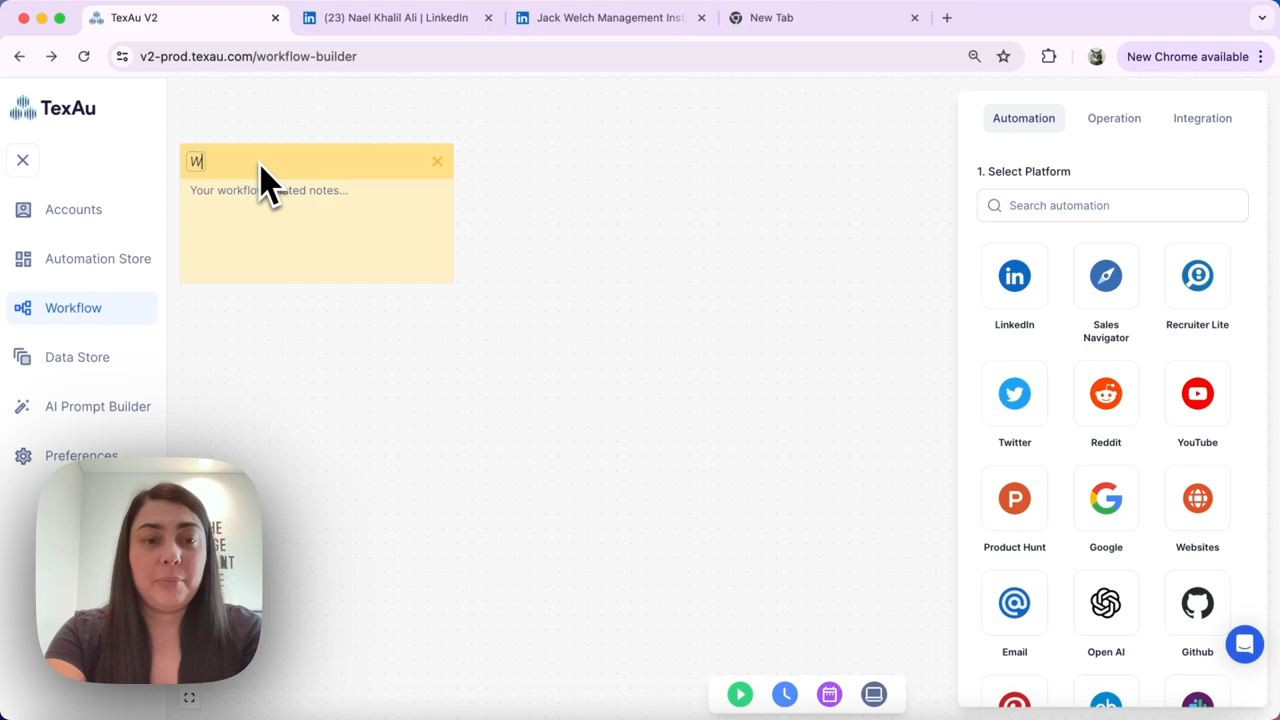 TexAu V2
(23) Nael Khalil Ali | LinkedIn
Jack Welch Management Inst
New Tab
v2-prod.texau.com/workflow-builder
New Chrome available
TexAu
Accounts
Automation Store
Workflow
Data Store
AI Prompt Builder
Preferences
W
Your workflow notes...
Automation
Operation
Integration
1. Select Platform
Search automation
LinkedIn
Sales
Navigator
Recruiter Lite
Twitter
Reddit
YouTube
Product Hunt
Google
Websites
Email
Open AI
Github